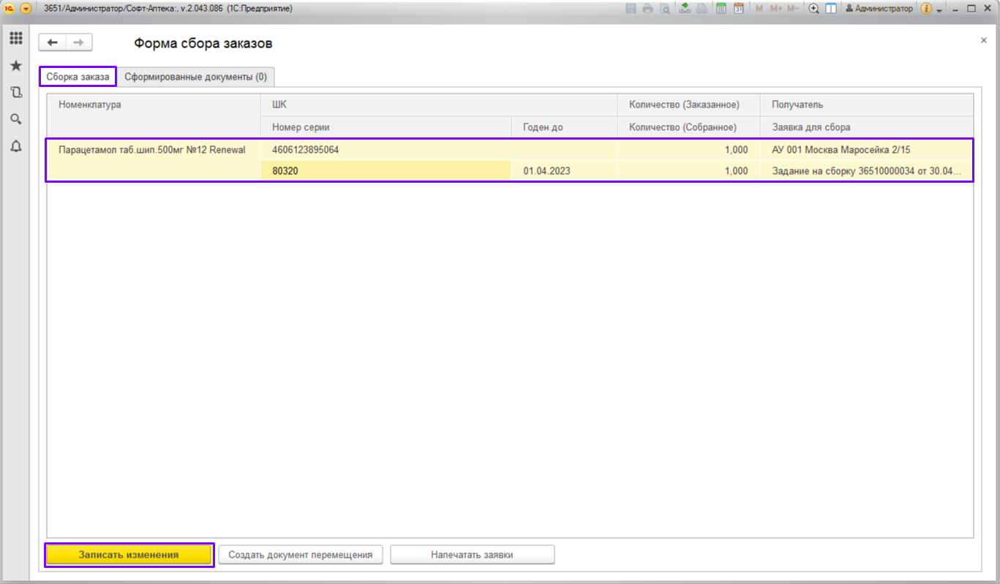 1С 3651/Администратор/Софт-Аптека:, v.2.043.086 (1С:Предприятие) 31 M M+ M- Администратор i
Форма сбора заказов
Сборка заказа Сформированные документы (0)
Номенклатура ШК Количество (Заказанное) Получатель
Номер серии Годен до Количество (Собранное) Заявка для сбора
Парацетамол таб.шип.500мг №12 Renewal 4606123895064 1,000 АУ 001 Москва Маросейка 2/15
80320 01.04.2023 1,000 Задание на сборку 36510000034 от 30.04...
Записать изменения Создать документ перемещения Напечатать заявки